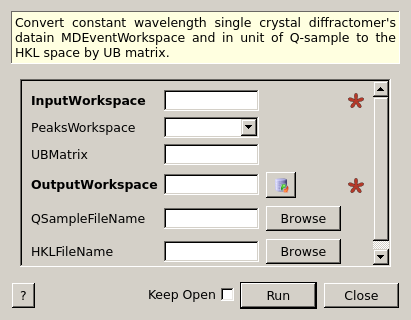 Convert constant wavelength single crystal diffractomer's
datain MDEventWorkspace and in unit of Q-sample to the
HKL space by UB matrix.
InputWorkspace
PeaksWorkspace
UBMatrix
OutputWorkspace
QSampleFileName Browse
HKLFileName Browse
? Keep Open Run Close